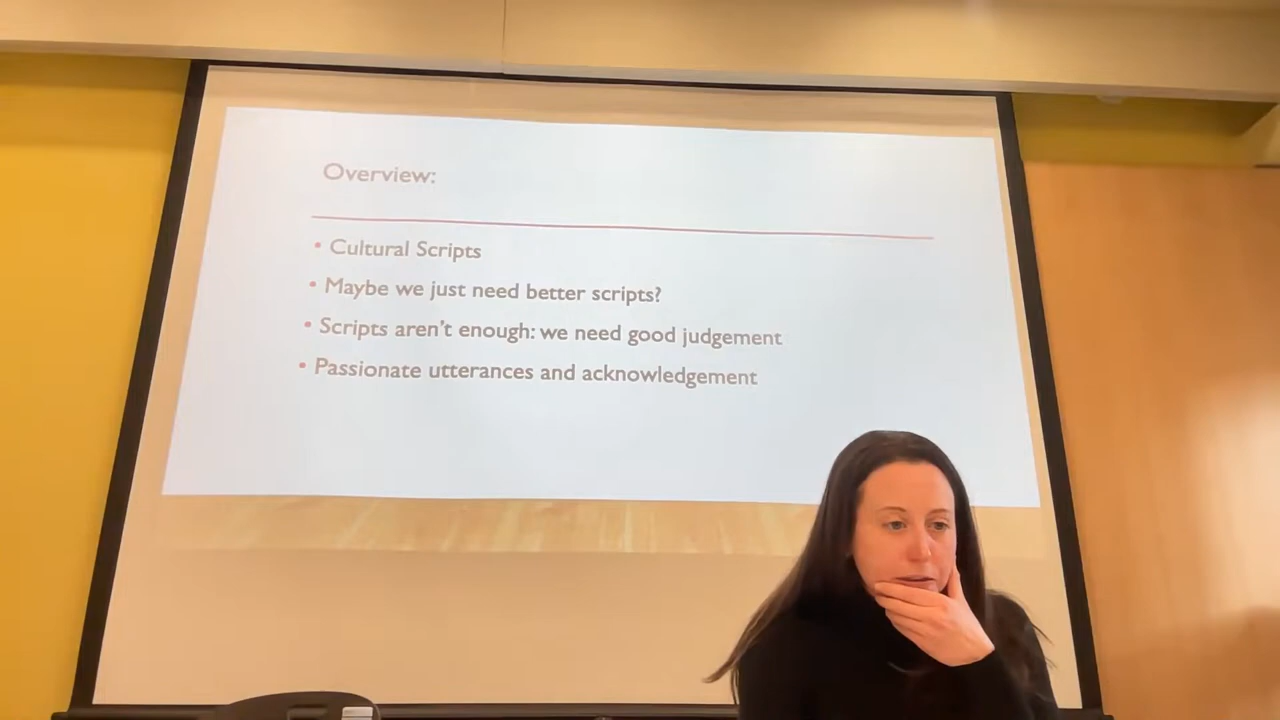 Overview:
• Cultural Scripts
• Maybe we just need better scripts?
• Scripts aren't enough: we need good judgement
• Passionate utterances and acknowledgement